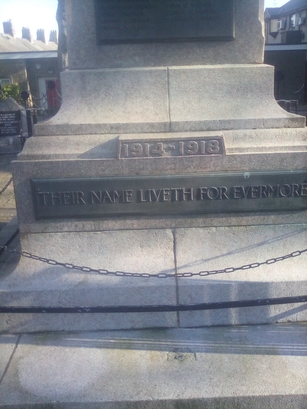 1914-1918
THEIR NAME LIVETH FOR EVERMORE